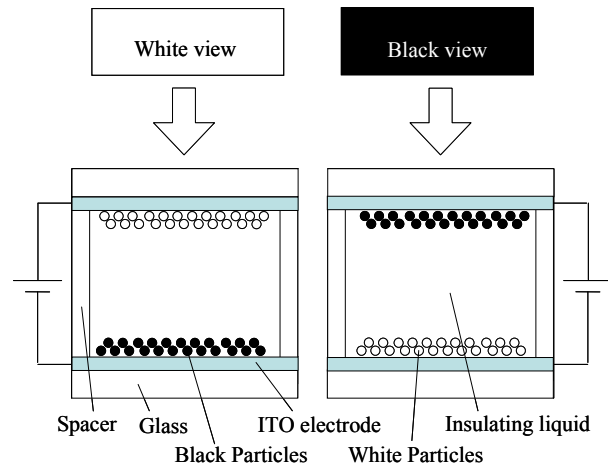 White view
Black view
Spacer
Glass
ITO electrode
Insulating liquid
Black Particles
White Particles